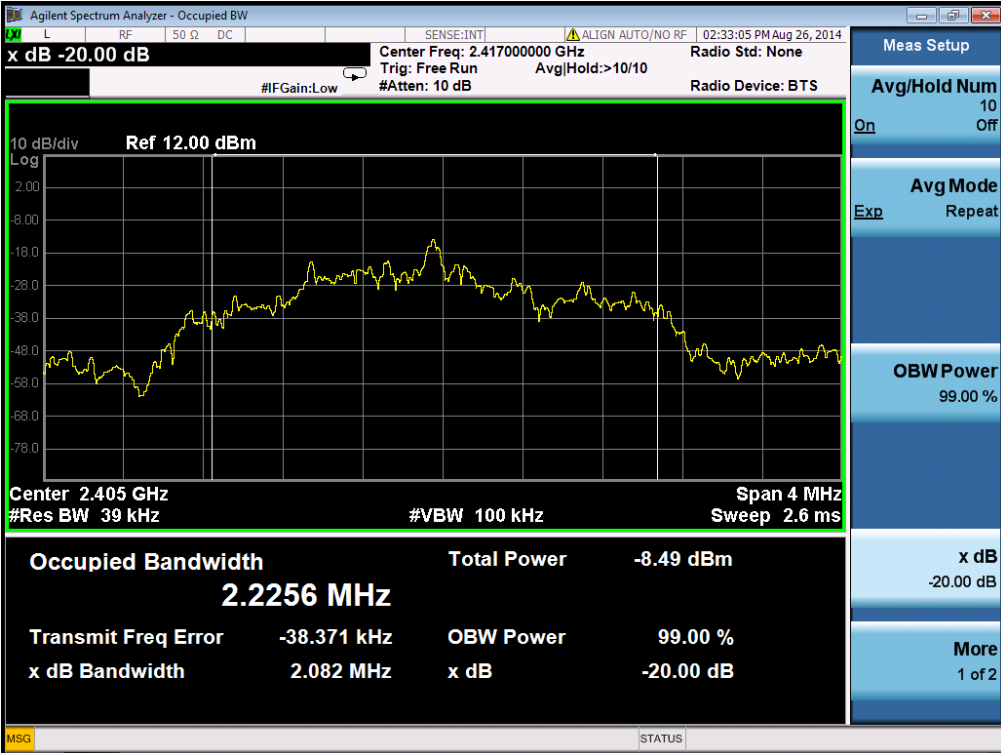 Agilent Spectrum Analyzer - Occupied BW
LXI L RF 50 Ω DC SENSE:INT ALIGN AUTO/NO RF 02:33:05 PM Aug 26, 2014
x dB -20.00 dB
Center Freq: 2.417000000 GHz Radio Std: None
Trig: Free Run Avg|Hold:>10/10
#IFGain:Low #Atten: 10 dB Radio Device: BTS
10 dB/div Ref 12.00 dBm
Log
2.00
-8.00
-18.0
-28.0
-38.0
-48.0
-58.0
-68.0
-78.0
Center 2.405 GHz Span 4 MHz
#Res BW 39 kHz #VBW 100 kHz Sweep 2.6 ms
Occupied Bandwidth Total Power -8.49 dBm
2.2256 MHz
Transmit Freq Error -38.371 kHz OBW Power 99.00 %
x dB Bandwidth 2.082 MHz x dB -20.00 dB
MSG STATUS
Meas Setup
Avg/Hold Num
10
On Off
Avg Mode
Exp Repeat
OBW Power
99.00 %
x dB
-20.00 dB
More
1 of 2